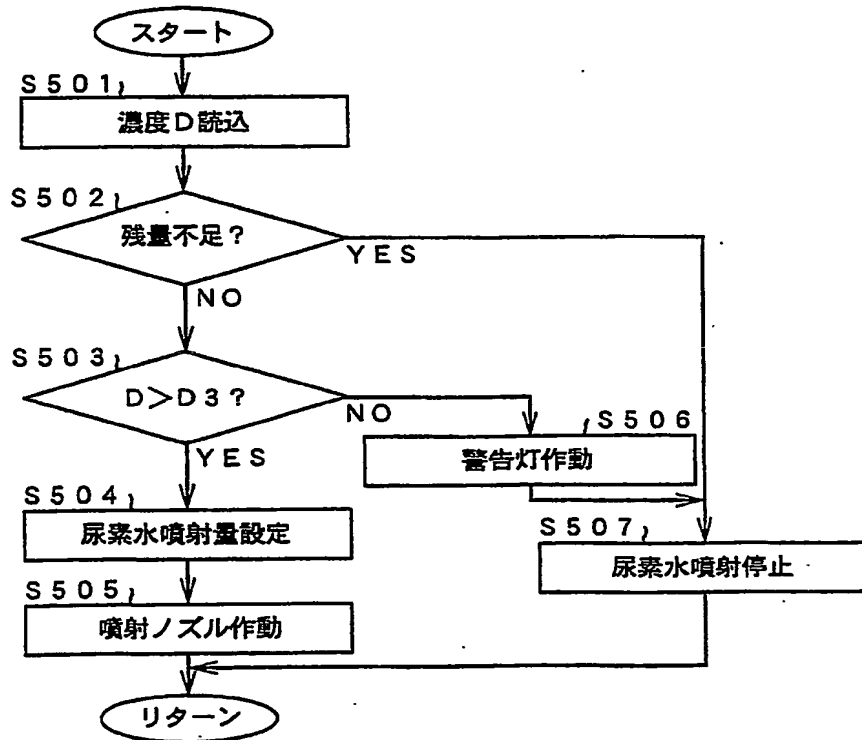 スタート
S501
濃度D読込
S502
残量不足？
YES
NO
S503
D＞D3？
NO
YES
S506
警告灯作動
S504
尿素水噴射量設定
S507
尿素水噴射停止
S505
噴射ノズル作動
リターン